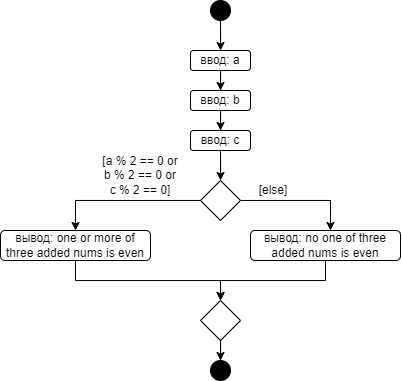 ввод: a
ввод: b
ввод: c
[a % 2 == 0 or
b % 2 == 0 or
c % 2 == 0]
[else]
вывод: one or more of
three added nums is even
вывод: no one of three
added nums is even